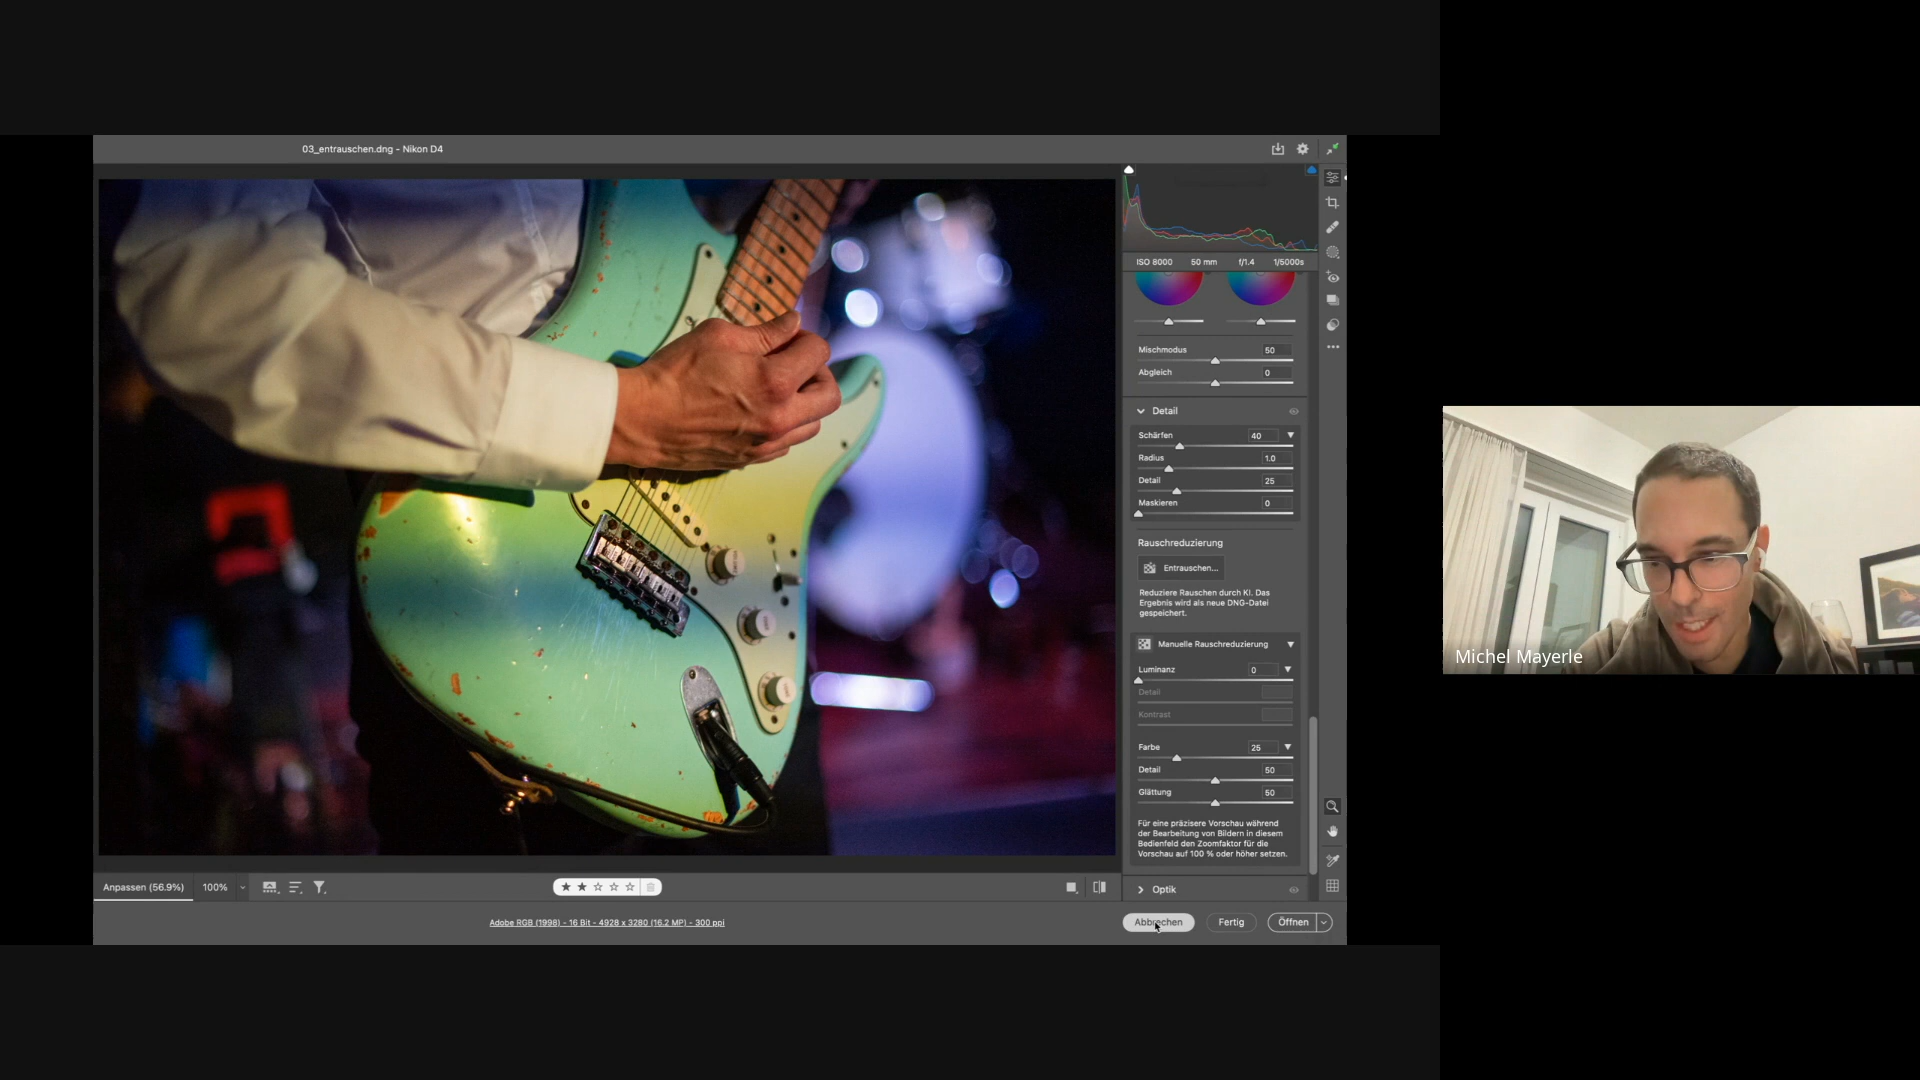 03_entrauschen.dng - Nikon D4
ISO 8000 50 mm f/1.4 1/5000s
Mischmodus 50
Abgleich 0
Detail
Schärfen 40
Radius 1.0
Detail 25
Maskieren 0
Rauschreduzierung
Entrauschen...
Reduziere Rauschen durch KI. Das
Ergebnis wird als neue DNG-Datei
gespeichert.
Manuelle Rauschreduzierung
Luminanz 0
Detail
Kontrast
Farbe 25
Detail 50
Glättung 50
Für eine präzisere Vorschau während
der Bearbeitung von Bildern in diesem
Bedienfeld den Zoomfaktor für die
Vorschau auf 100 % oder höher setzen.
Optik
Anpassen (56.9%) 100%
Adobe RGB (1998) - 16 Bit - 4928 x 3280 (16.2 MP) - 300 ppi
Abbrechen Fertig Öffnen
Michel Mayerle